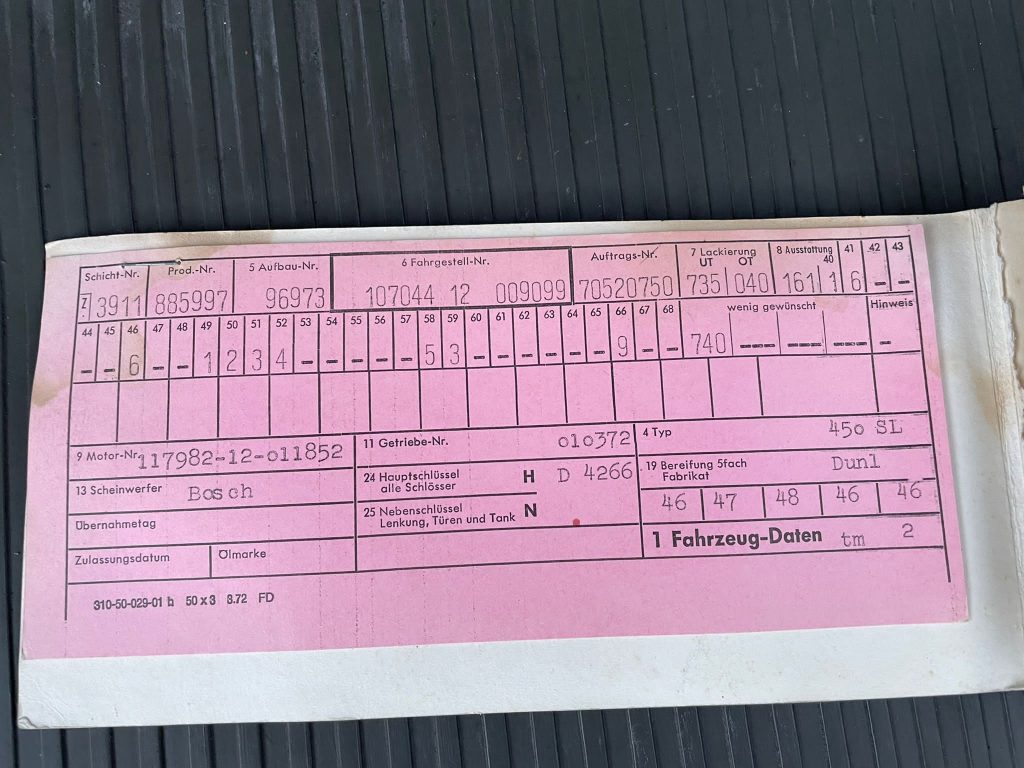 Schicht-Nr. Prod.-Nr. 5 Aufbau-Nr. 6 Fahrgestell-Nr. Auftrags-Nr. 7 Lackierung UT OT 8 Ausstattung 40 41 42 43
Z 3911 885997 96973 107044 12 009099 70520750 735 040 161 1 6 - -
44 45 46 47 48 49 50 51 52 53 54 55 56 57 58 59 60 61 62 63 64 65 66 67 68 wenig gewünscht Hinweis
- - 6 - - 1 2 3 4 - - - - - 5 3 - - - - - - 9 - - 740 --- --- --- -
9 Motor-Nr. 117982-12-o11852 11 Getriebe-Nr. o1o372 4 Typ 45o SL
13 Scheinwerfer Bosch 24 Hauptschlüssel alle Schlösser H D 4266 19 Bereifung 5fach Fabrikat Dunl
Übernahmetag 25 Nebenschlüssel Lenkung, Türen und Tank N 46 47 48 46 46
Zulassungsdatum Ölmarke 1 Fahrzeug-Daten tm 2
310-50-029-01 b 50 x 3 8.72 FD